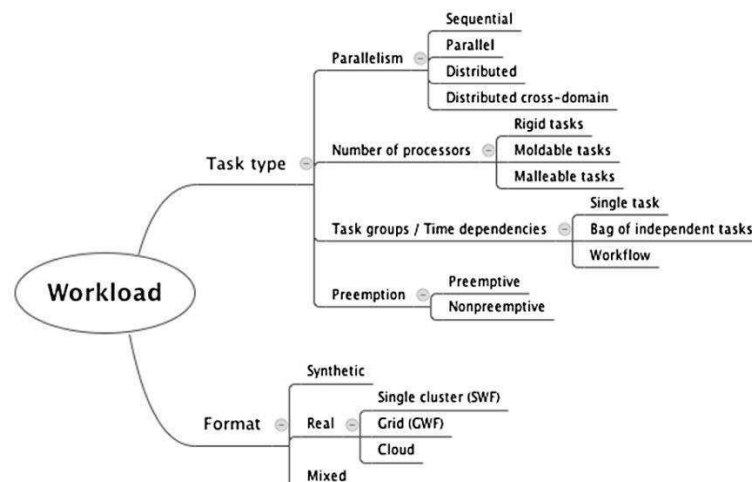 Workload
Task type
Parallelism
Sequential
Parallel
Distributed
Distributed cross-domain
Number of processors
Rigid tasks
Moldable tasks
Malleable tasks
Task groups / Time dependencies
Single task
Bag of independent tasks
Workflow
Preemption
Preemptive
Nonpreemptive
Format
Synthetic
Real
Single cluster (SWF)
Grid (GWF)
Cloud
Mixed